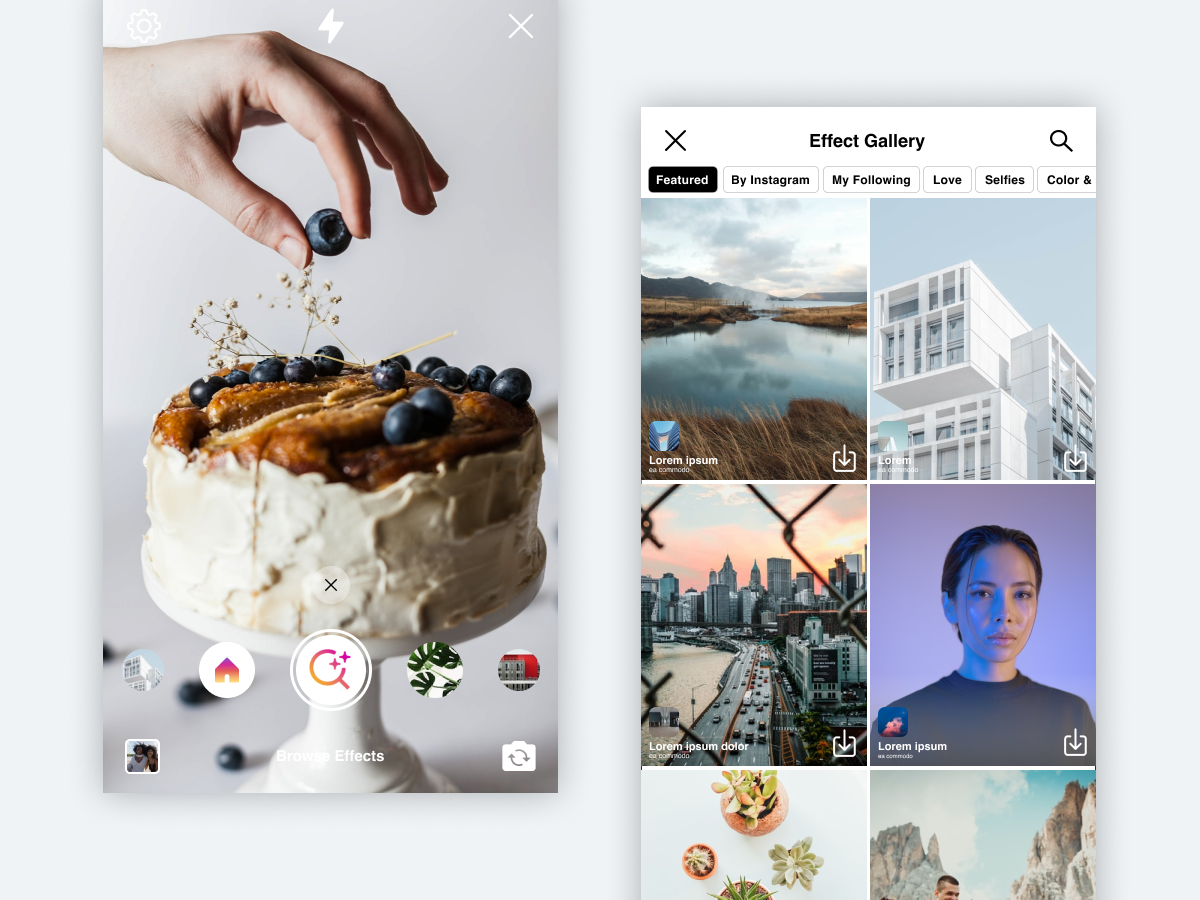 Browse Effects
Effect Gallery
Featured
By Instagram
My Following
Love
Selfies
Color &
Lorem ipsum
ea commodo
Lorem
ea commodo
Lorem ipsum dolor
ea commodo
Lorem ipsum
ea commodo